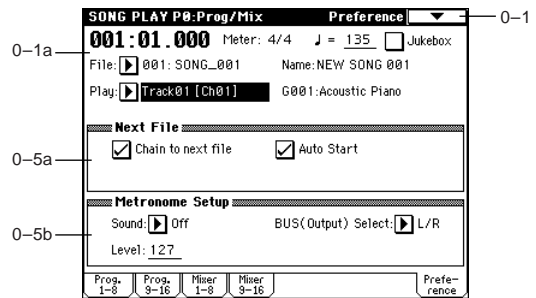 SONG PLAY P0:Prog/Mix Preference
0–1
001:01.000 Meter: 4/4 ♩ = 135 Jukebox
0–1a
File: 001: SONG_001 Name:NEW SONG 001
Play: Track01 [Ch01] G001:Acoustic Piano
Next File
0–5a
Chain to next file Auto Start
Metronome Setup
0–5b
Sound: Off BUS(Output) Select: L/R
Level: 127
Prog. 1–8 Prog. 9–16 Mixer 1–8 Mixer 9–16 Prefe–rence